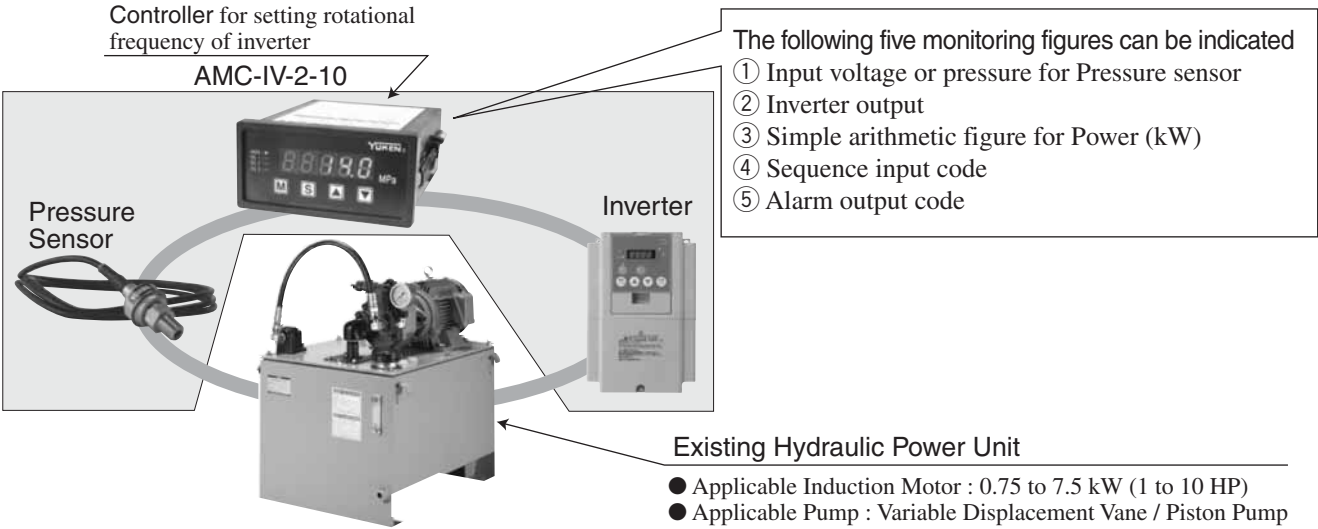 Controller for setting rotational
frequency of inverter
AMC-IV-2-10
The following five monitoring figures can be indicated
① Input voltage or pressure for Pressure sensor
② Inverter output
③ Simple arithmetic figure for Power (kW)
④ Sequence input code
⑤ Alarm output code
YUKEN
8814.0
MPa
M S ▲ ▼
Pressure
Sensor
Inverter
Existing Hydraulic Power Unit
● Applicable Induction Motor : 0.75 to 7.5 kW (1 to 10 HP)
● Applicable Pump : Variable Displacement Vane / Piston Pump